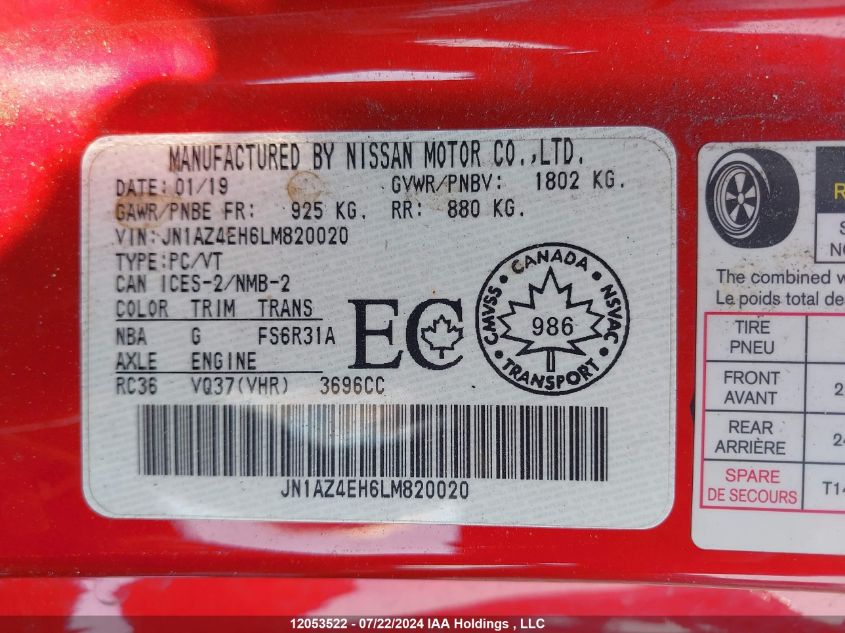 MANUFACTURED BY NISSAN MOTOR CO.,LTD.
DATE:01/19 GVWR/PNBV: 1802 KG.
GAWR/PNBE FR: 925 KG. RR: 880 KG.
VIN:JN1AZ4EH6LM820020
TYPE:PC/VT
CAN ICES-2/NMB-2
COLOR TRIM TRANS
NBA G FS6R31A
AXLE ENGINE
RC36 VQ37(VHR) 3696CC
EC
CANADA
CMVSS 986 NSVAC
TRANSPORT
JN1AZ4EH6LM820020
The combined
Le poids total
TIRE
PNEU
FRONT
AVANT 2
REAR
ARRIÈRE 24
SPARE
DE SECOURS T14
12053522 - 07/22/2024 IAA Holdings , LLC